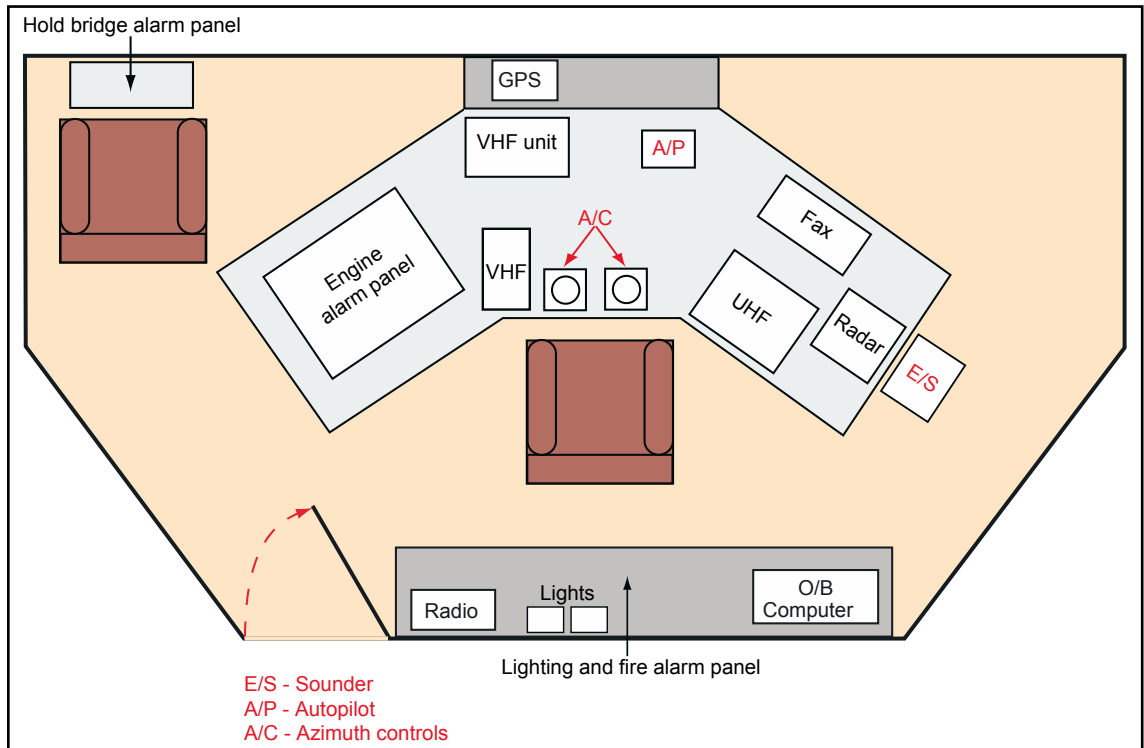 Hold bridge alarm panel
GPS
VHF unit
A/P
Fax
A/C
Engine
alarm panel
VHF
UHF
Radar
E/S
Radio
Lights
O/B
Computer
Lighting and fire alarm panel
E/S - Sounder
A/P - Autopilot
A/C - Azimuth controls